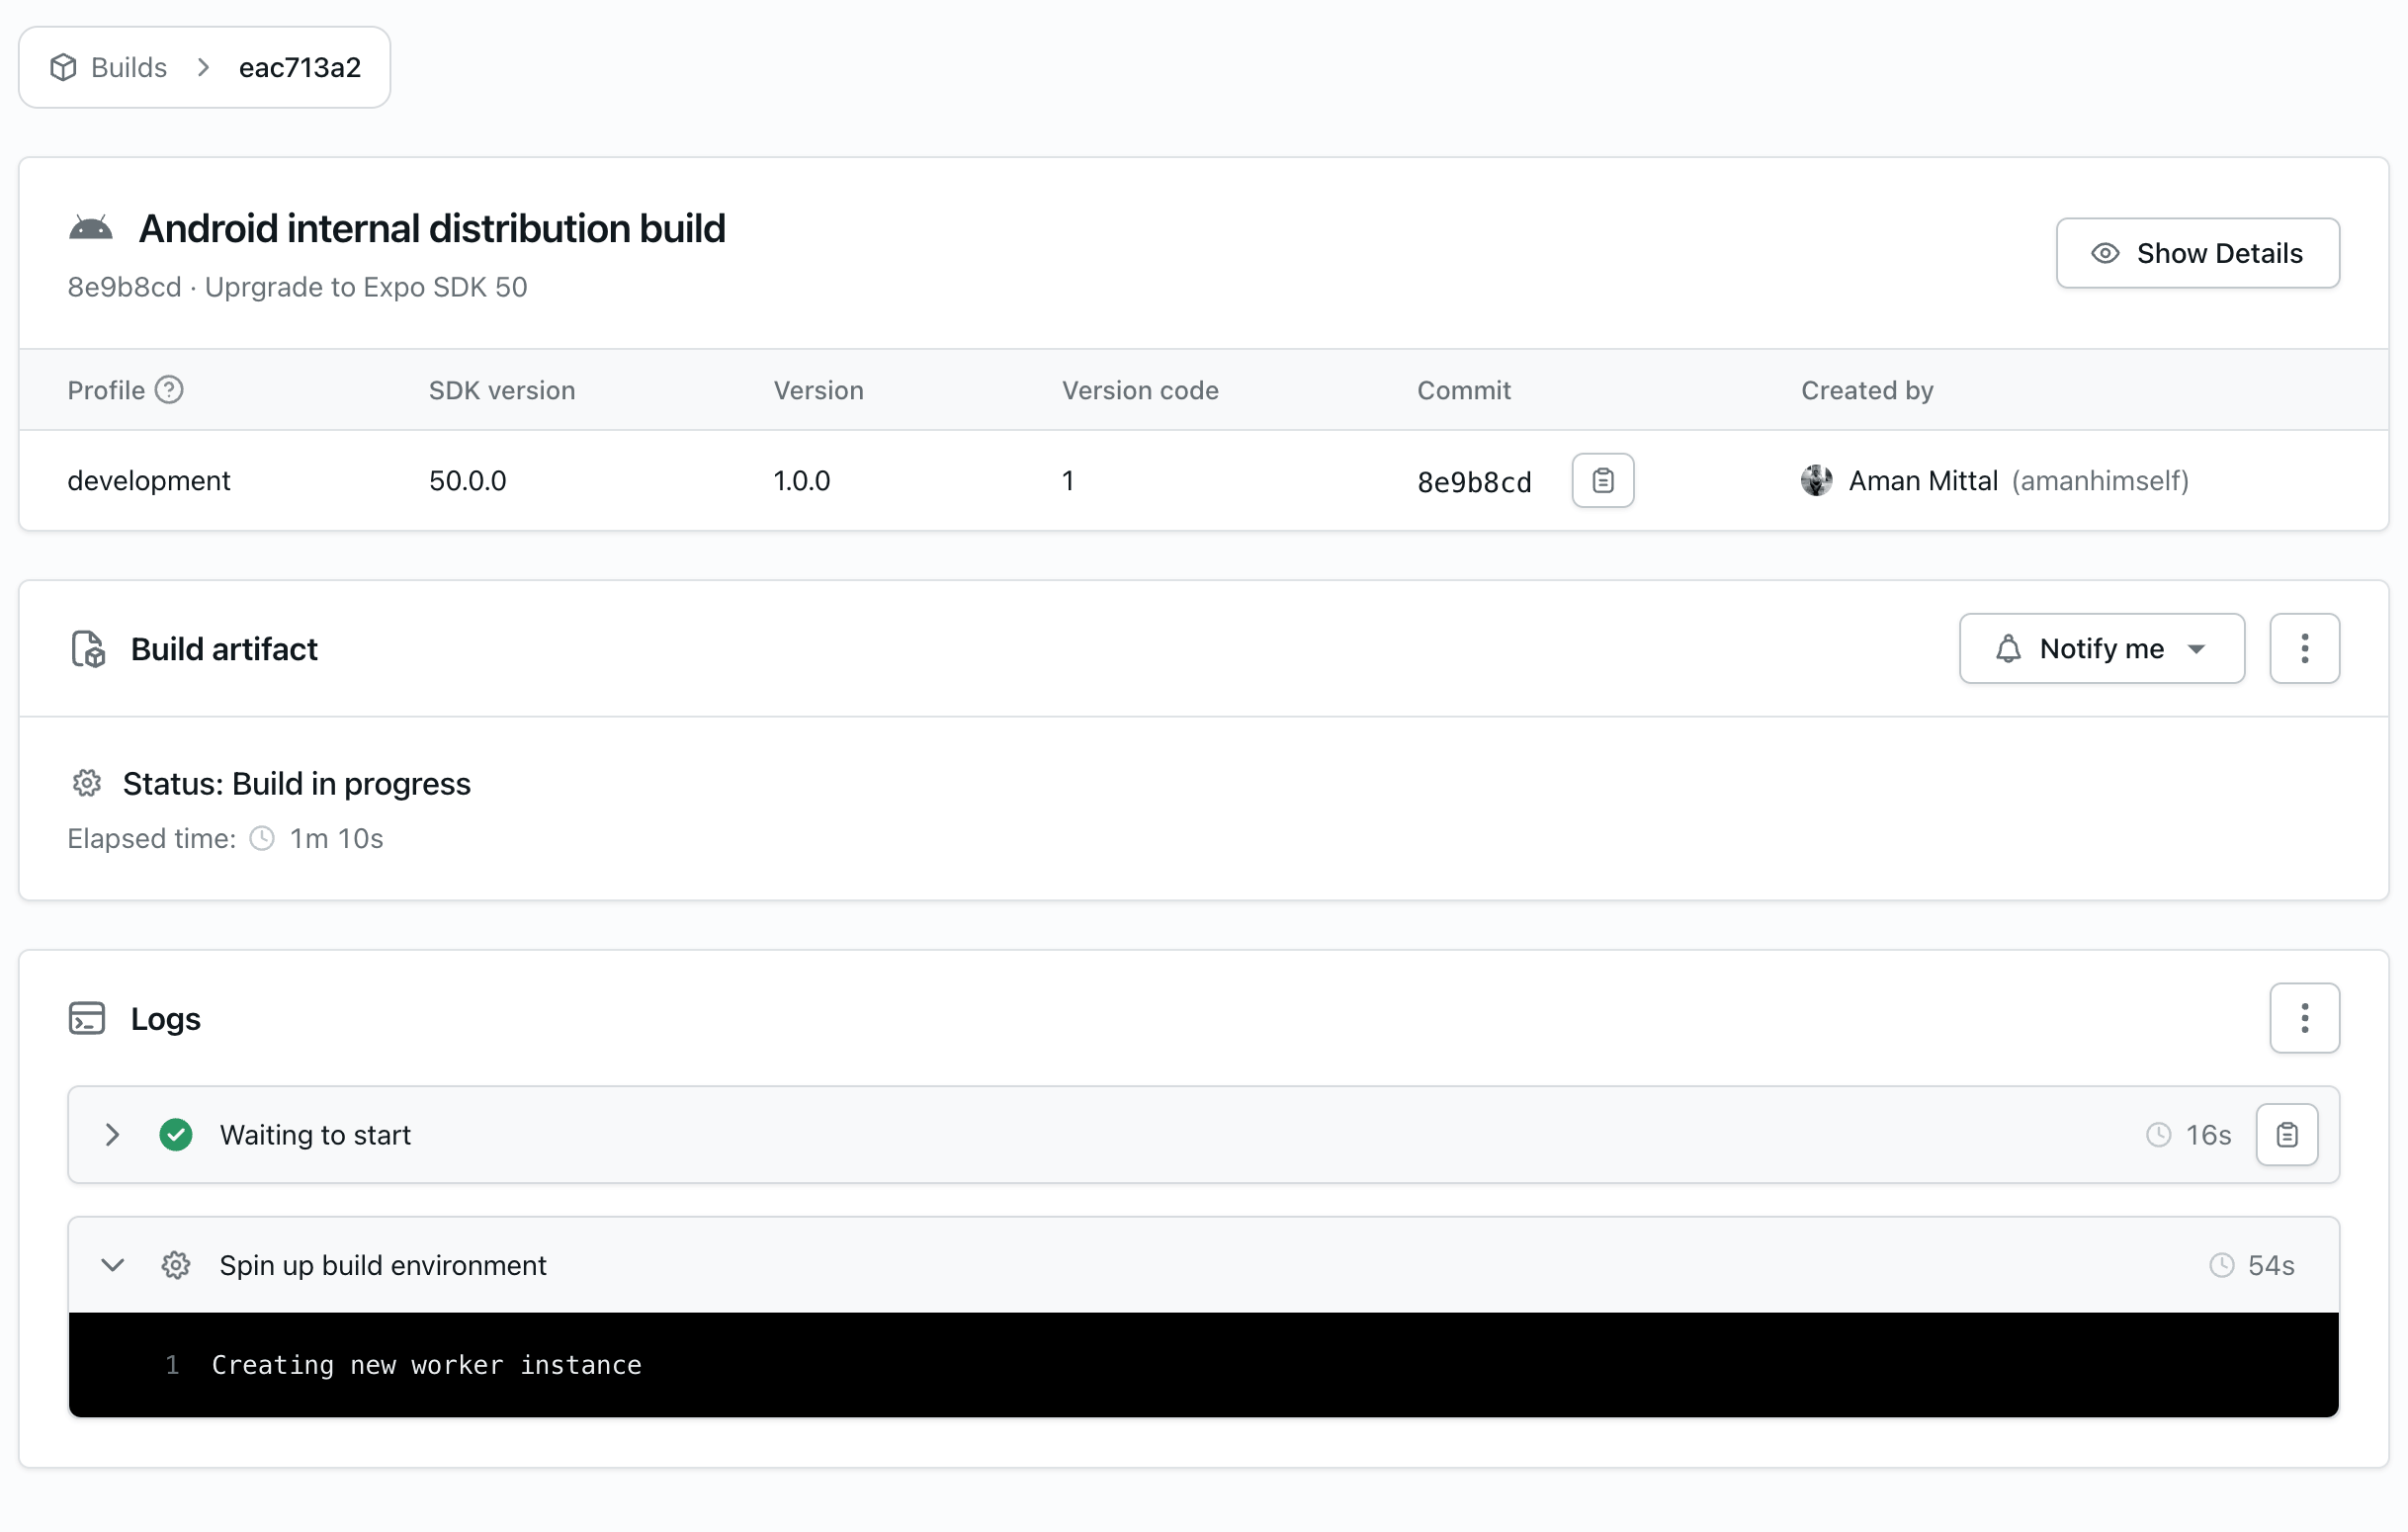 Builds > eac713a2
Android internal distribution build
Show Details
8e9b8cd · Uprgrade to Expo SDK 50
Profile SDK version Version Version code Commit Created by
development 50.0.0 1.0.0 1 8e9b8cd Aman Mittal (amanhimself)
Build artifact Notify me
Status: Build in progress
Elapsed time: 1m 10s
Logs
Waiting to start 16s
Spin up build environment 54s
1 Creating new worker instance